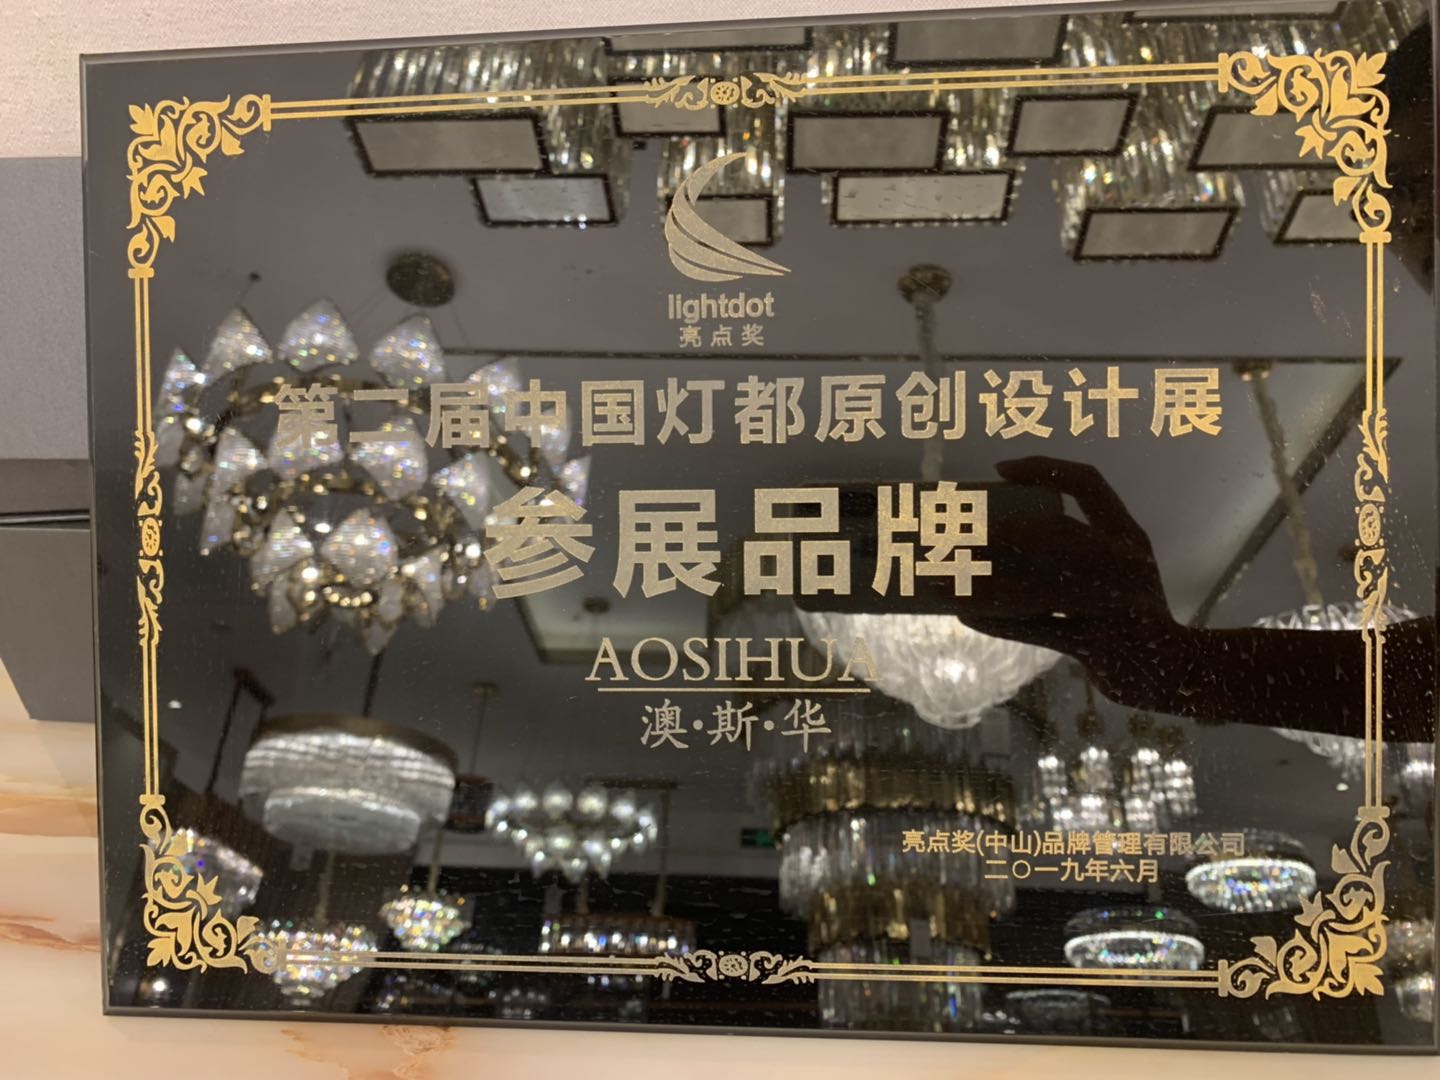 lightdot
亮点奖
第二届中国灯都原创设计展
参展品牌
AOSIHUA
澳·斯·华
亮点奖(中山)品牌管理有限公司
二〇一九年六月